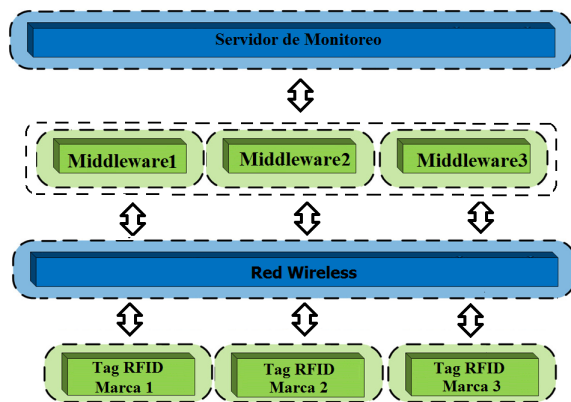 Servidor de Monitoreo
Middleware1
Middleware2
Middleware3
Red Wireless
Tag RFID
Marca 1
Tag RFID
Marca 2
Tag RFID
Marca 3